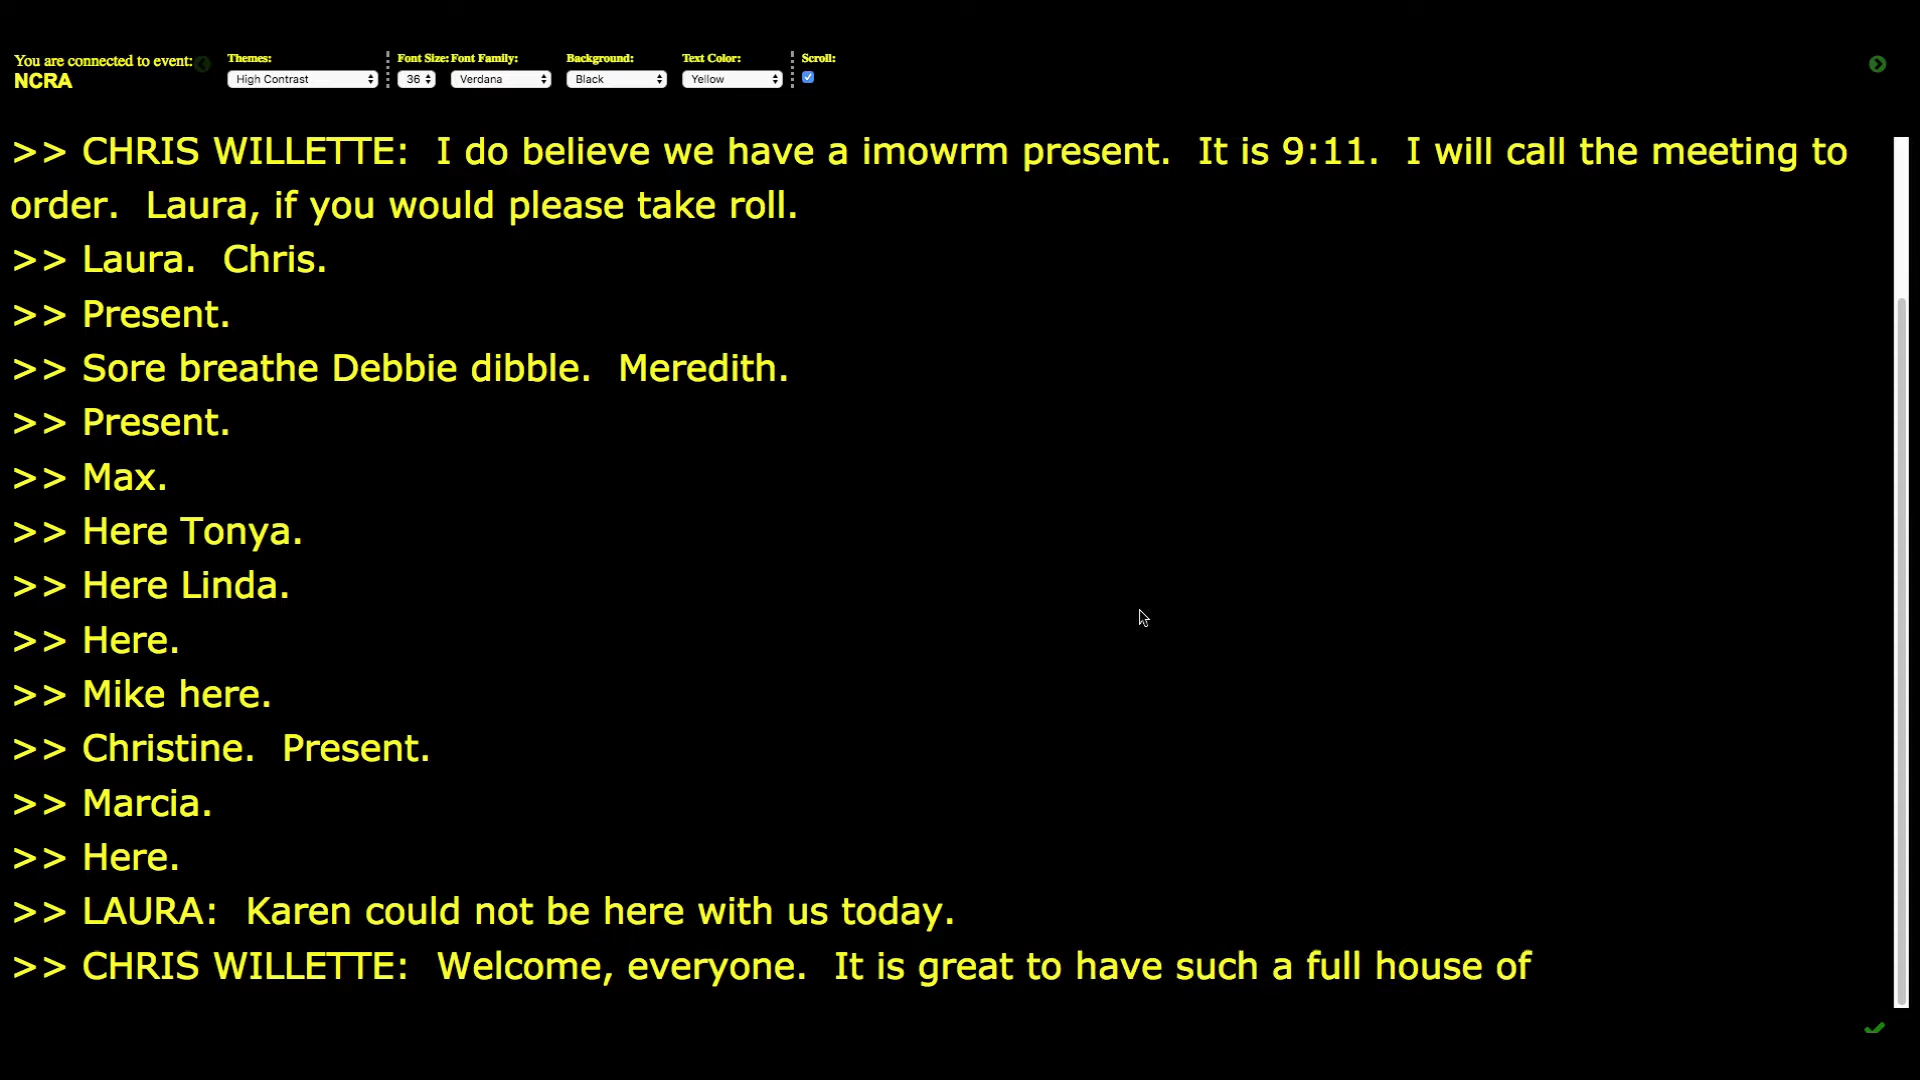 You are connected to event:
NCRA
Themes:
High Contrast
Font Size:
36
Font Family:
Verdana
Background:
Black
Text Color:
Yellow
Scroll:
>> CHRIS WILLETTE:  I do believe we have a imowrm present.  It is 9:11.  I will call the meeting to
order.  Laura, if you would please take roll.
>> Laura.  Chris.
>> Present.
>> Sore breathe Debbie dibble.  Meredith.
>> Present.
>> Max.
>> Here Tonya.
>> Here Linda.
>> Here.
>> Mike here.
>> Christine.  Present.
>> Marcia.
>> Here.
>> LAURA:  Karen could not be here with us today.
>> CHRIS WILLETTE:  Welcome, everyone.  It is great to have such a full house of